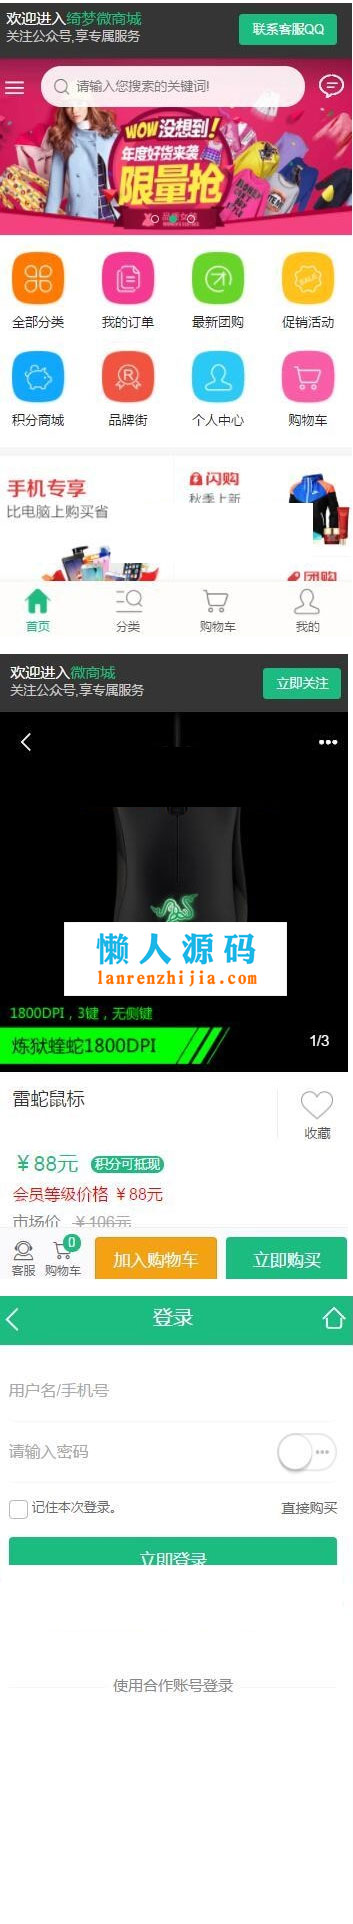 欢迎进入绮梦微商城
关注公众号,享专属服务
联系客服QQ
请输入您搜索的关键词!
WOW没想到!
年度好货来袭
限量抢
全部分类
我的订单
最新团购
促销活动
积分商城
品牌街
个人中心
购物车
手机专享
比电脑上购买省
闪购
秋季上新
团购
首页
分类
购物车
我的
欢迎进入微商城
关注公众号,享专属服务
立即关注
懒人源码
lanrenzhijia.com
1800DPI，3键，无侧键
炼狱蝰蛇1800DPI
1/3
雷蛇鼠标
收藏
￥88元 积分可抵现
会员等级价格 ￥88元
市场价 ￥106元
客服
购物车
0
加入购物车
立即购买
登录
用户名/手机号
请输入密码
记住本次登录。
直接购买
立即登录
使用合作账号登录